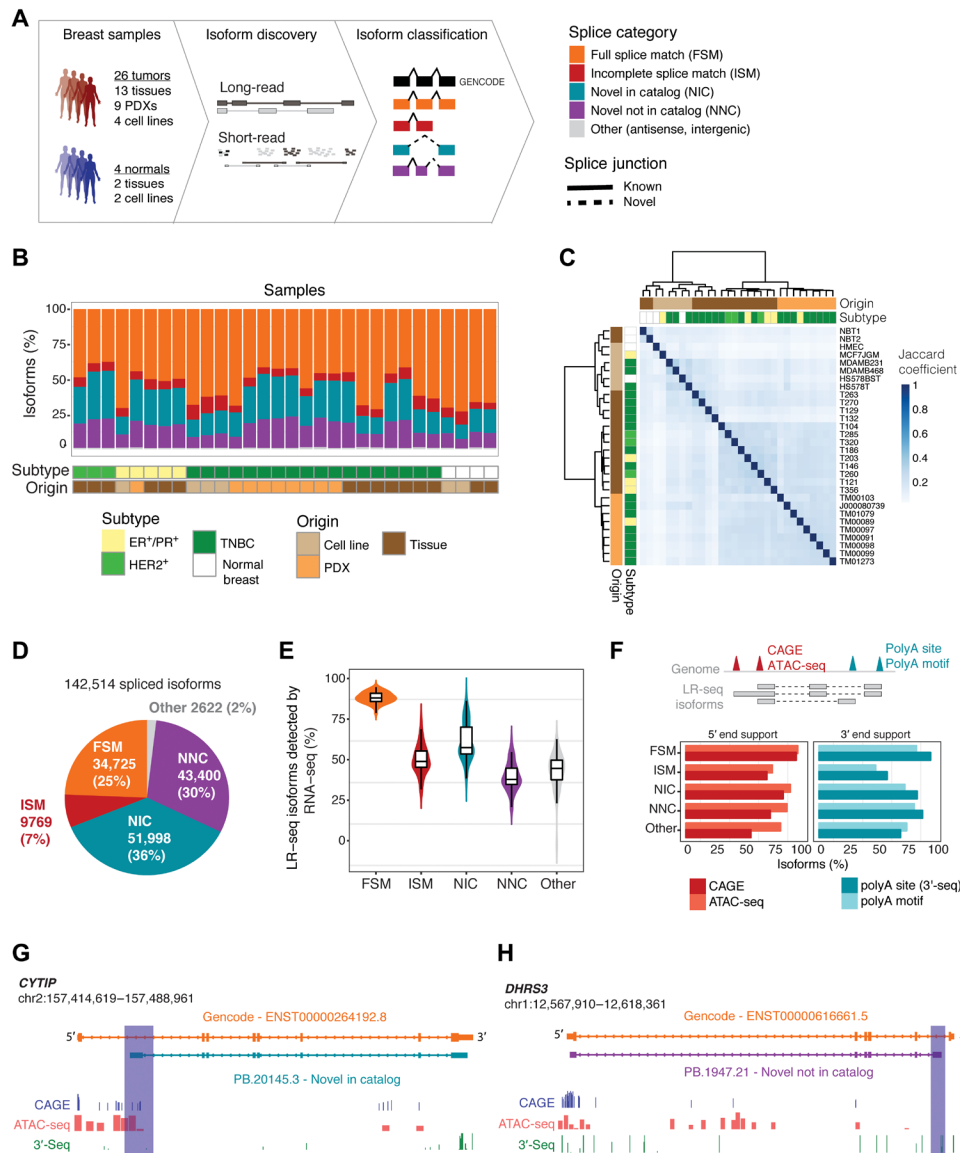 A
Breast samples
Isoform discovery
Isoform classification
26 tumors
13 tissues
9 PDXs
4 cell lines
4 normals
2 tissues
2 cell lines
Long-read
Short-read
GENCODE
Splice category
Full splice match (FSM)
Incomplete splice match (ISM)
Novel in catalog (NIC)
Novel not in catalog (NNC)
Other (antisense, intergenic)
Splice junction
Known
Novel
B
Samples
Isoforms (%)
100
75
50
25
0
Subtype
Origin
Subtype
ER+/PR+
HER2+
TNBC
Normal breast
Origin
Cell line
PDX
Tissue
C
Origin
Subtype
NBT1
NBT2
HMEC
MCF7JGM
MDAMB231
MDAMB468
HS578BST
HS578T
T263
T270
T129
T132
T104
T285
T320
T186
T203
T146
T260
T121
T356
TM00103
J000080739
TM01079
TM00089
TM00097
TM00091
TM00098
TM00099
TM01273
Origin
Subtype
Jaccard
coefficient
1
0.8
0.6
0.4
0.2
D
142,514 spliced isoforms
Other 2622 (2%)
FSM
34,725
(25%)
NNC
43,400
(30%)
ISM
9769
(7%)
NIC
51,998
(36%)
E
LR-seq isoforms detected by
RNA-seq (%)
100
75
50
25
0
FSM
ISM
NIC
NNC
Other
F
CAGE
ATAC-seq
PolyA site
PolyA motif
Genome
LR-seq
isoforms
5′ end support
3′ end support
FSM
ISM
NIC
NNC
Other
0 25 50 75 100
0 25 50 75 100
Isoforms (%)
CAGE
ATAC-seq
polyA site (3′-seq)
polyA motif
G
CYTIP
chr2:157,414,619–157,488,961
Gencode - ENST00000264192.8
5′
3′
PB.20145.3 - Novel in catalog
CAGE
ATAC-seq
3′-Seq
H
DHRS3
chr1:12,567,910–12,618,361
Gencode - ENST00000616661.5
5′
3′
PB.1947.21 - Novel not in catalog
CAGE
ATAC-seq
3′-Seq